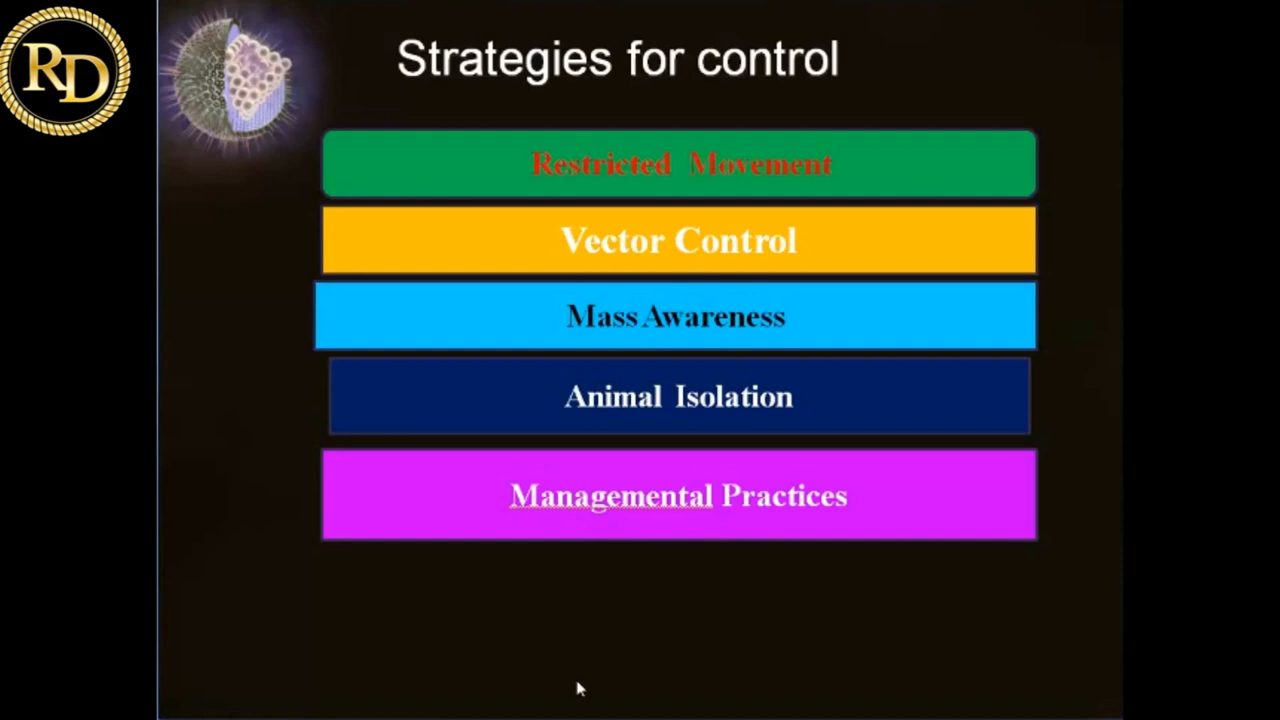 RD
Strategies for control
Restricted Movement
Vector Control
Mass Awareness
Animal Isolation
Managemental Practices